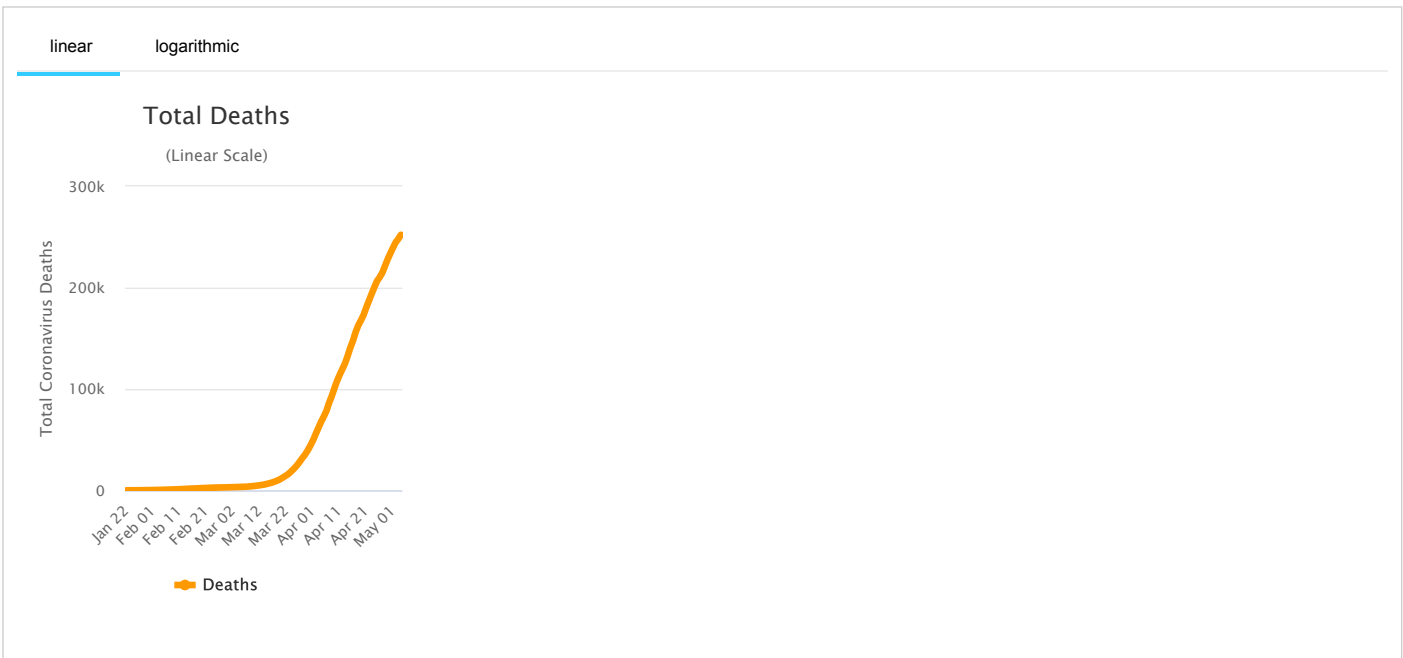 linear logarithmic
Total Deaths
(Linear Scale)
Total Coronavirus Deaths
300k
200k
100k
0
Jan 22 Feb 01 Feb 11 Feb 21 Mar 02 Mar 12 Mar 22 Apr 01 Apr 11 Apr 21 May 01
Deaths